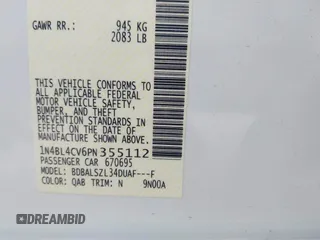 GAWR RR.: 945 KG
2083 LB
THIS VEHICLE CONFORMS TO
ALL APPLICABLE FEDERAL
MOTOR VEHICLE SAFETY,
BUMPER, AND THEFT
PREVENTION STANDARDS IN
EFFECT ON THE DATE OF
MANUFACTURE SHOWN ABOVE.
1N4BL4CV6PN355112
PASSENGER CAR 670695
MODEL: BDBALSZL34DUAF---F
COLOR: QAB TRIM: N 9N00A
DREAMBID